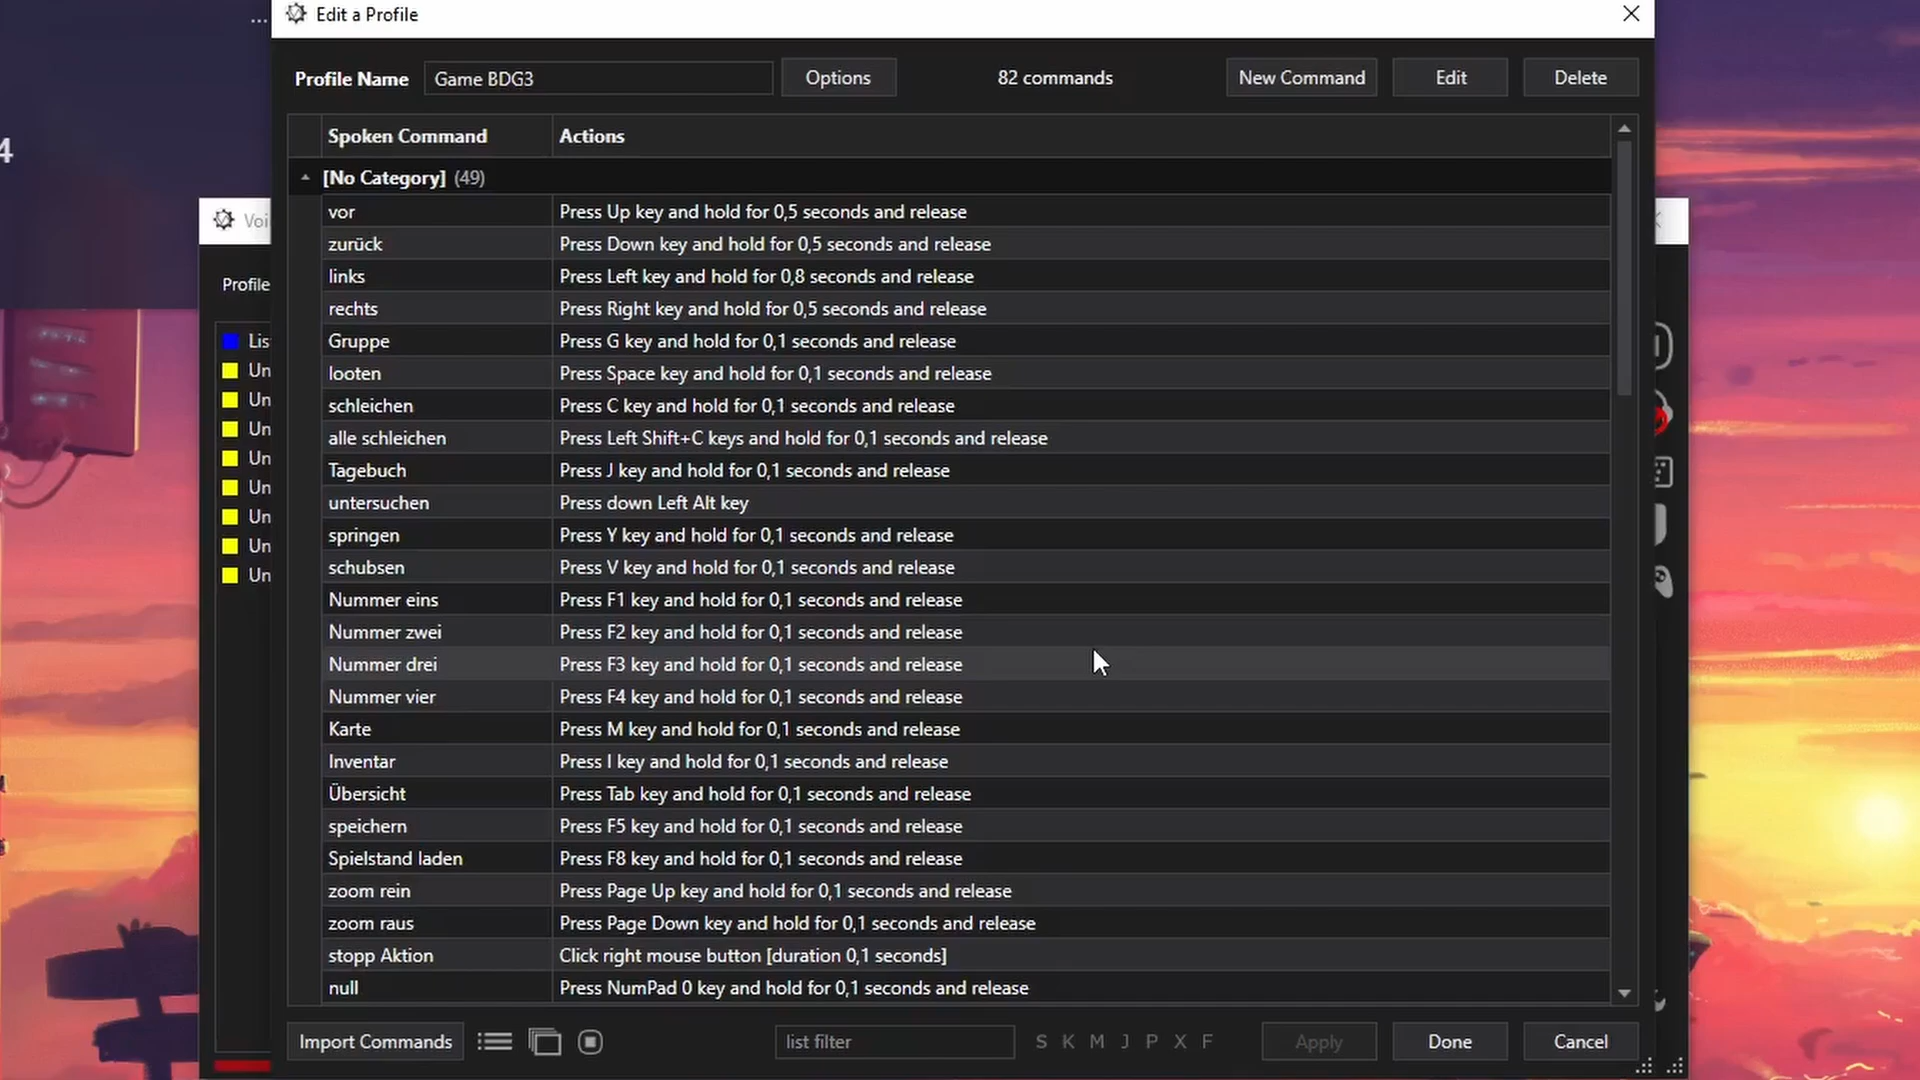 ...
Edit a Profile
Profile Name Game BDG3 Options 82 commands New Command Edit Delete
4
Spoken Command Actions
[No Category] (49)
vor Press Up key and hold for 0,5 seconds and release
Voi
zurück Press Down key and hold for 0,5 seconds and release
Profile
links Press Left key and hold for 0,8 seconds and release
rechts Press Right key and hold for 0,5 seconds and release
Lis
Gruppe Press G key and hold for 0,1 seconds and release
Un
looten Press Space key and hold for 0,1 seconds and release
Un
schleichen Press C key and hold for 0,1 seconds and release
Un
alle schleichen Press Left Shift+C keys and hold for 0,1 seconds and release
Un
Tagebuch Press J key and hold for 0,1 seconds and release
Un
untersuchen Press down Left Alt key
Un
springen Press Y key and hold for 0,1 seconds and release
Un
schubsen Press V key and hold for 0,1 seconds and release
Un
Nummer eins Press F1 key and hold for 0,1 seconds and release
Nummer zwei Press F2 key and hold for 0,1 seconds and release
Nummer drei Press F3 key and hold for 0,1 seconds and release
Nummer vier Press F4 key and hold for 0,1 seconds and release
Karte Press M key and hold for 0,1 seconds and release
Inventar Press I key and hold for 0,1 seconds and release
Übersicht Press Tab key and hold for 0,1 seconds and release
speichern Press F5 key and hold for 0,1 seconds and release
Spielstand laden Press F8 key and hold for 0,1 seconds and release
zoom rein Press Page Up key and hold for 0,1 seconds and release
zoom raus Press Page Down key and hold for 0,1 seconds and release
stopp Aktion Click right mouse button [duration 0,1 seconds]
null Press NumPad 0 key and hold for 0,1 seconds and release
Import Commands list filter S K M J P X F Apply Done Cancel